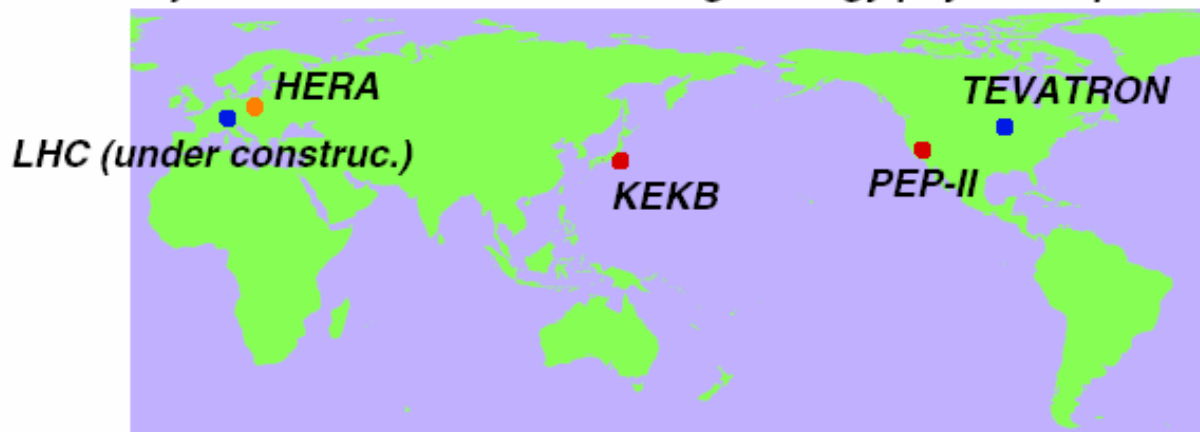 HERA
TEVATRON
LHC (under construc.)
KEKB
PEP-II